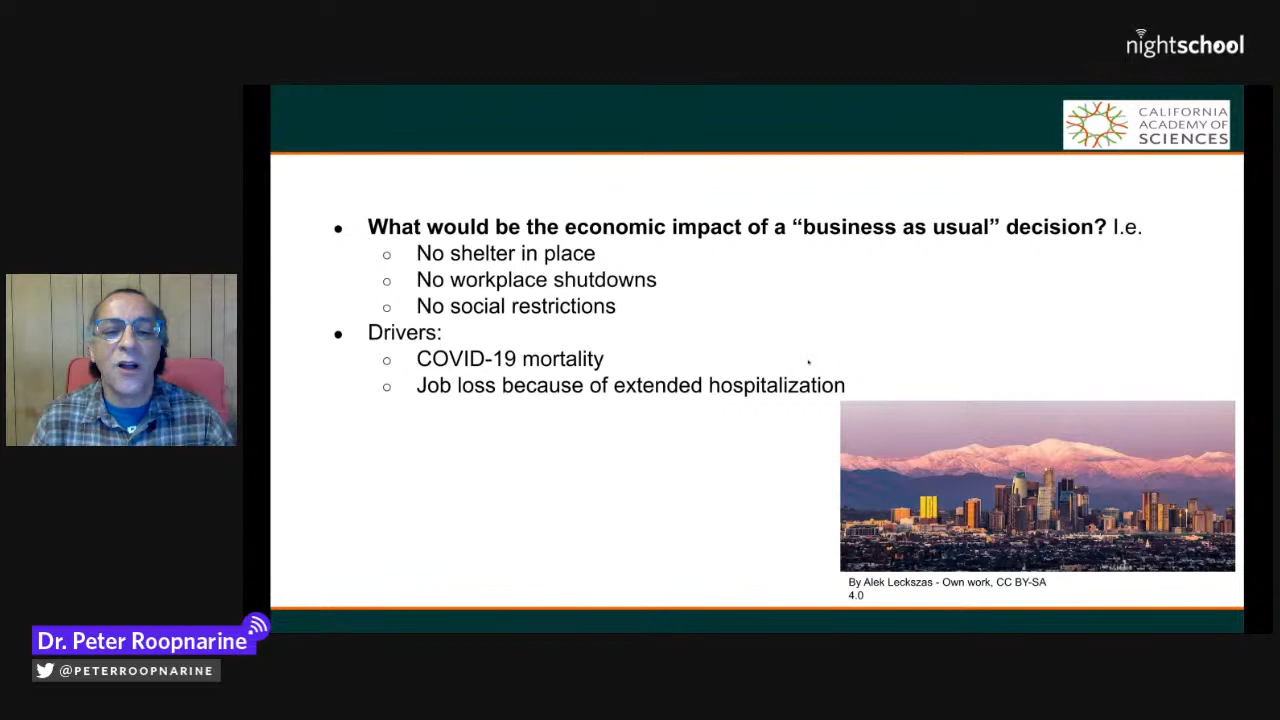 nightschool
CALIFORNIA
ACADEMY OF
SCIENCES
● What would be the economic impact of a “business as usual” decision? I.e.
○ No shelter in place
○ No workplace shutdowns
○ No social restrictions
● Drivers:
○ COVID-19 mortality
○ Job loss because of extended hospitalization
By Alek Leckszas - Own work, CC BY-SA
4.0
Dr. Peter Roopnarine
@PETERROOPNARINE